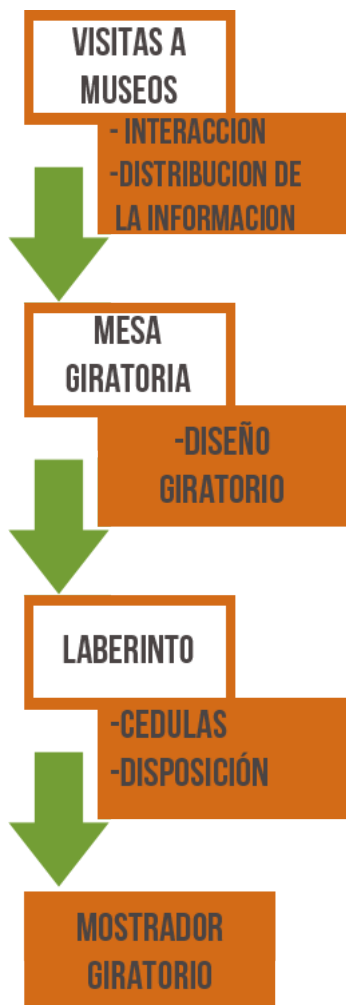 VISITAS A
MUSEOS
- INTERACCION
-DISTRIBUCION DE
LA INFORMACION
MESA
GIRATORIA
-DISEÑO
GIRATORIO
LABERINTO
-CEDULAS
-DISPOSICIÓN
MOSTRADOR
GIRATORIO